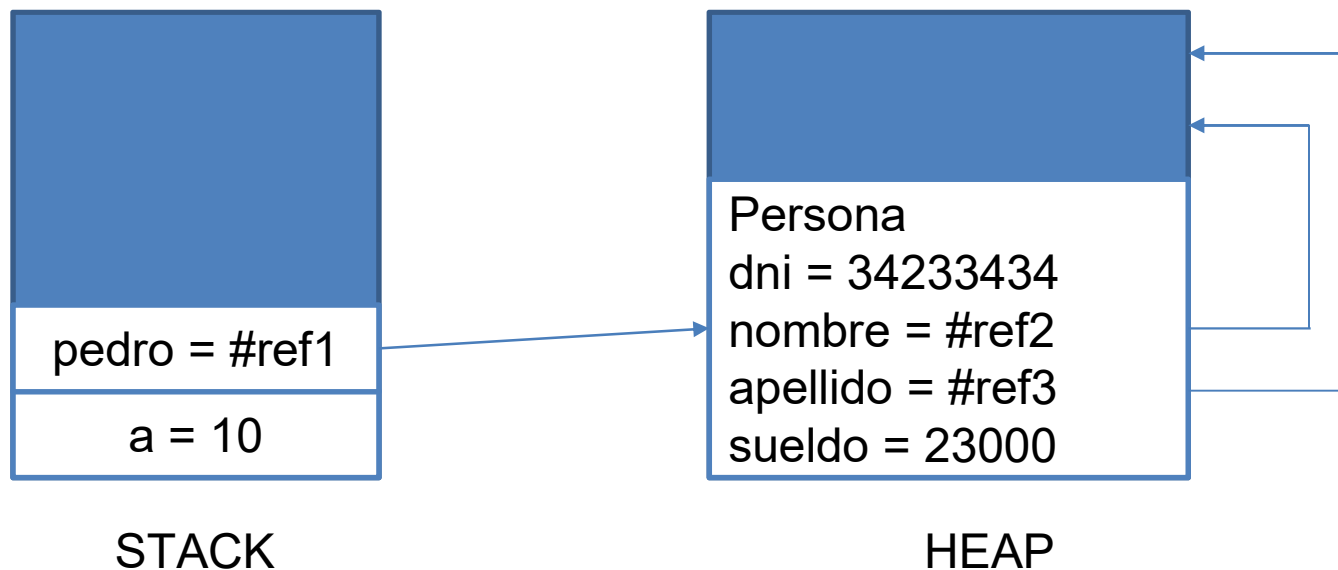 pedro = #ref1
a = 10
STACK
Persona
dni = 34233434
nombre = #ref2
apellido = #ref3
sueldo = 23000
HEAP